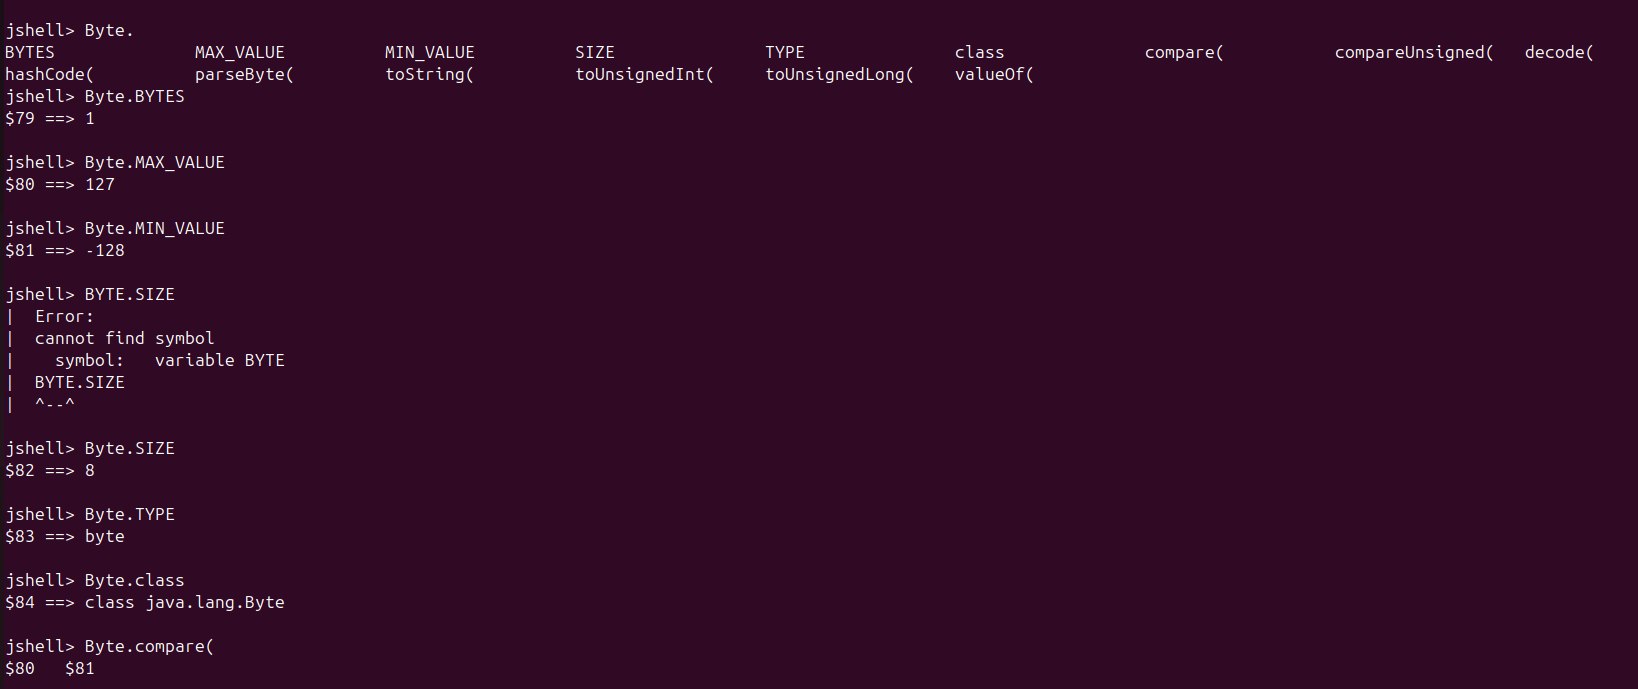 jshell> Byte.
BYTES MAX_VALUE MIN_VALUE SIZE TYPE class compare( compareUnsigned( decode(
hashCode( parseByte( toString( toUnsignedInt( toUnsignedLong( valueOf(
jshell> Byte.BYTES
$79 ==> 1
jshell> Byte.MAX_VALUE
$80 ==> 127
jshell> Byte.MIN_VALUE
$81 ==> -128
jshell> BYTE.SIZE
|  Error:
|  cannot find symbol
|    symbol:   variable BYTE
|  BYTE.SIZE
|  ^--^
jshell> Byte.SIZE
$82 ==> 8
jshell> Byte.TYPE
$83 ==> byte
jshell> Byte.class
$84 ==> class java.lang.Byte
jshell> Byte.compare(
$80   $81